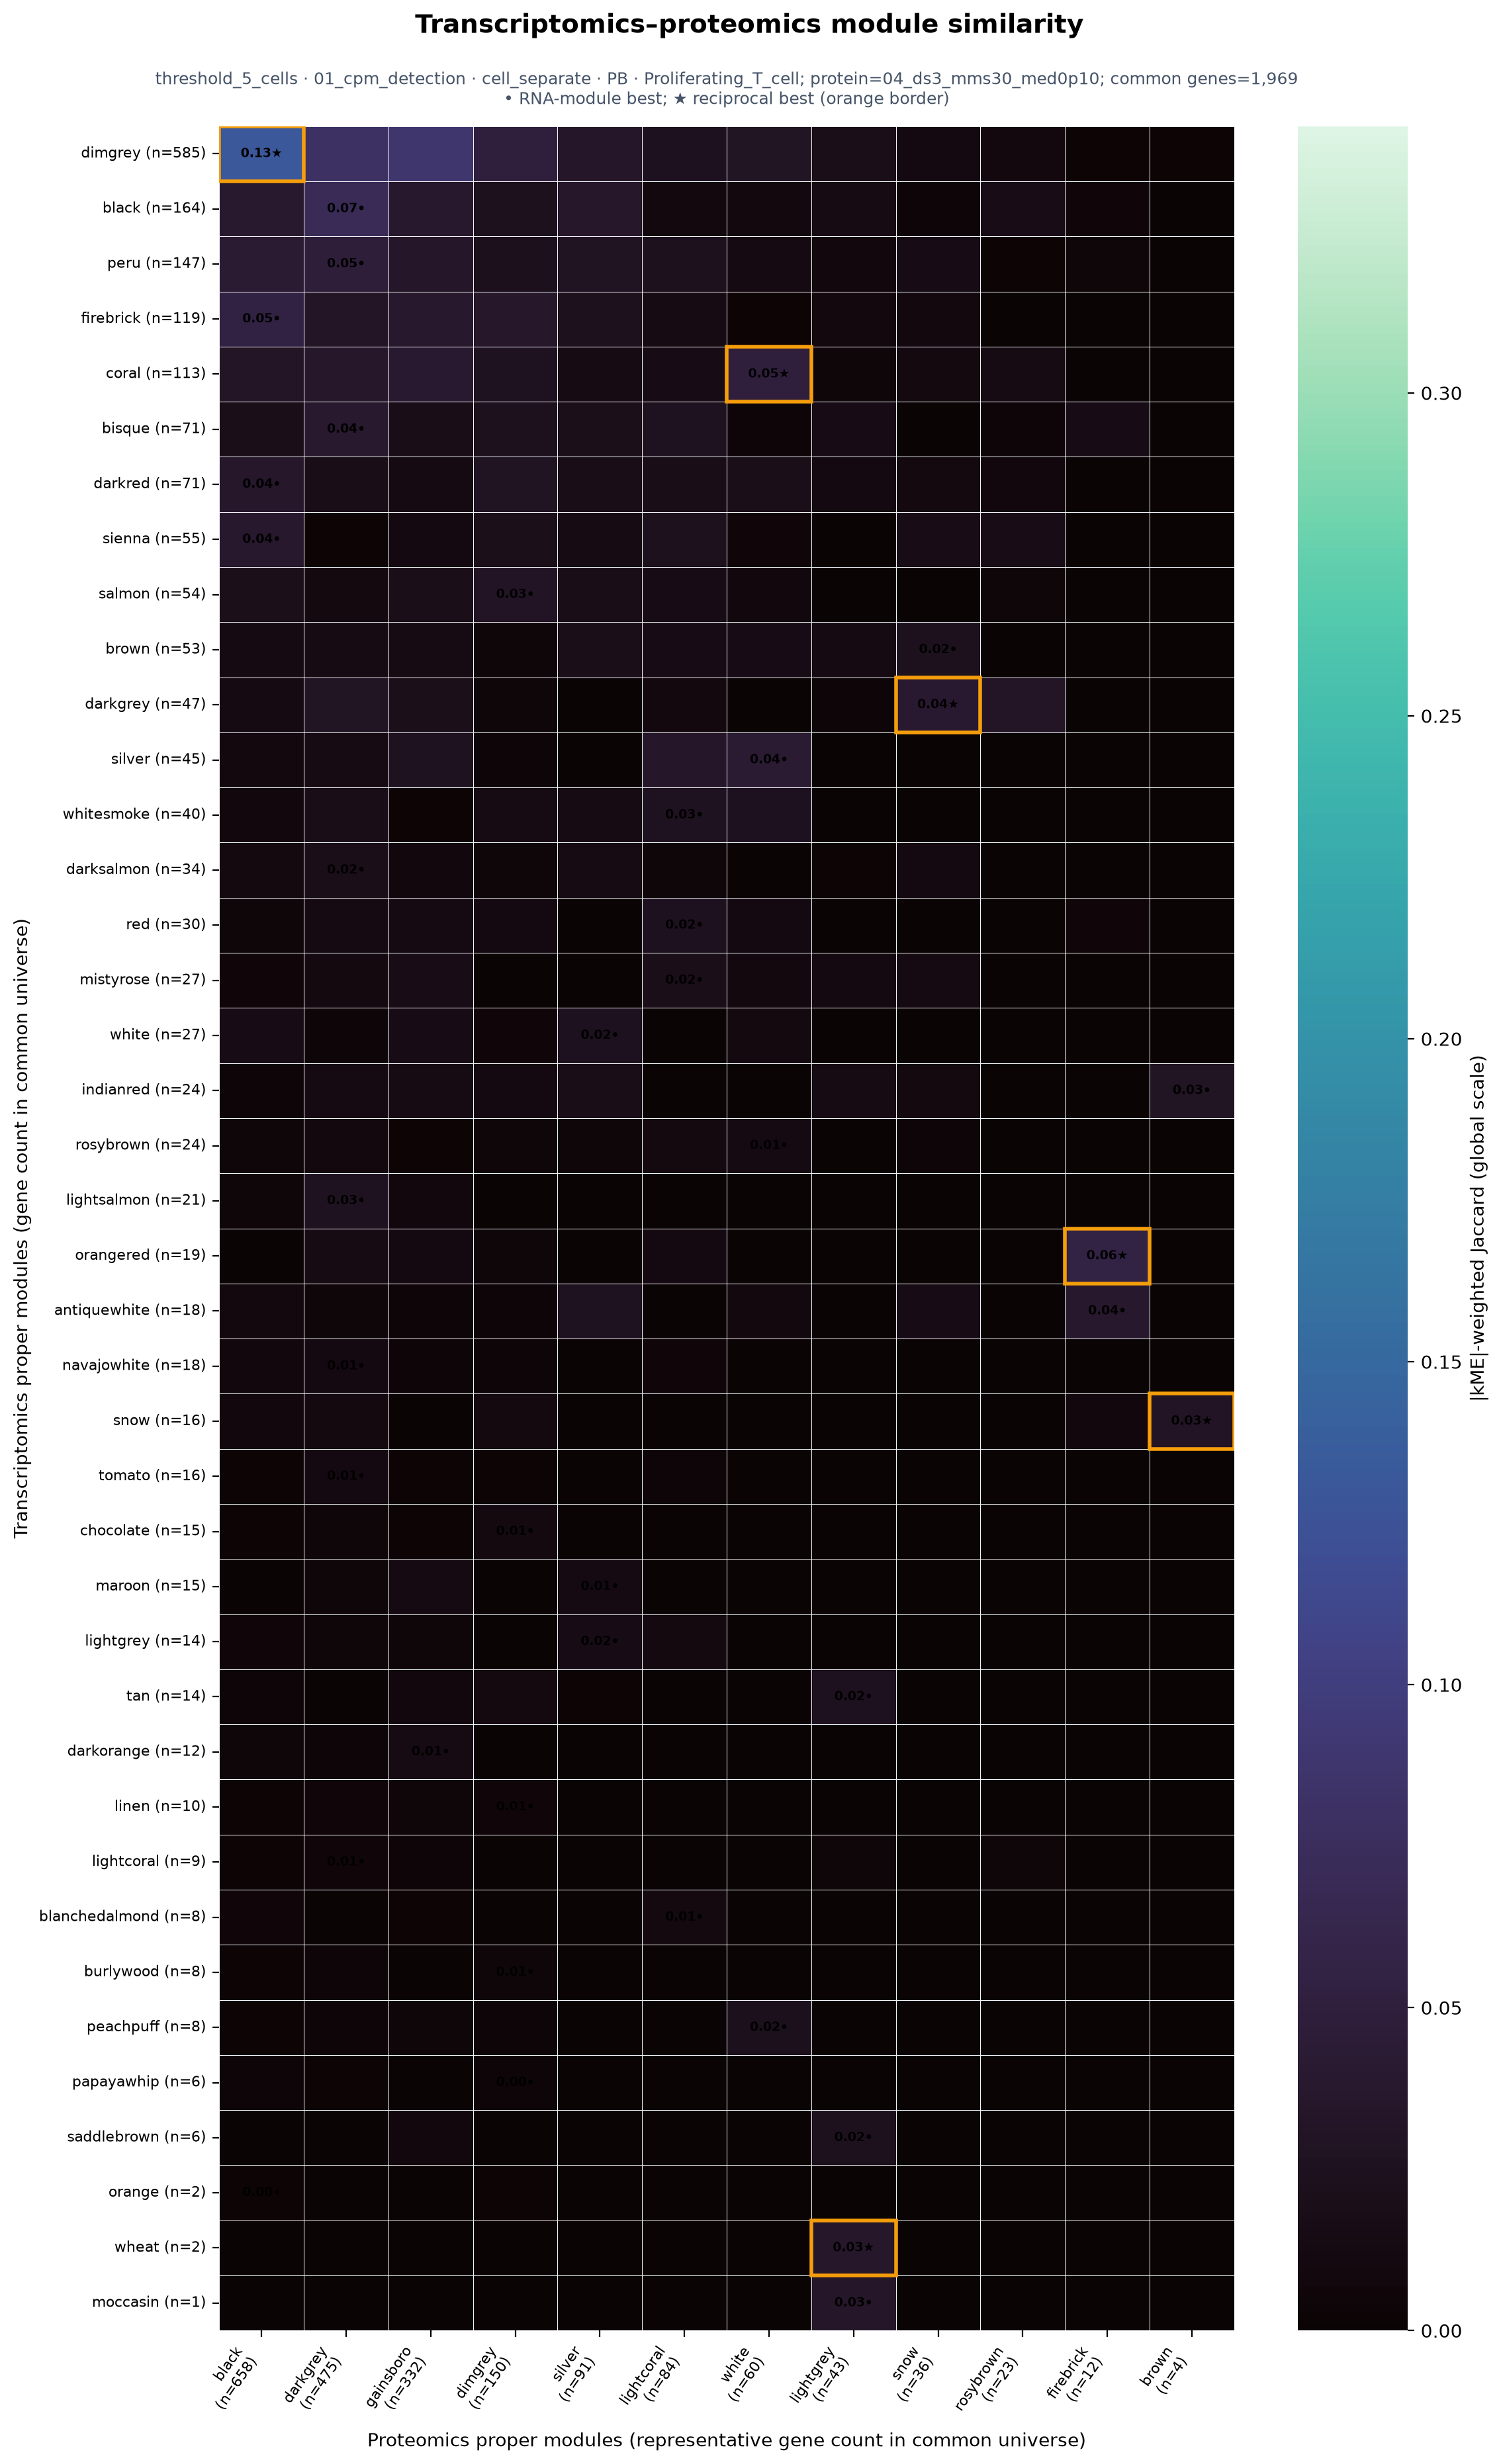 Transcriptomics–proteomics module similarity
threshold_5_cells · 01_cpm_detection · cell_separate · PB · Proliferating_T_cell; protein=04_ds3_mms30_med0p10; common genes=1,969
• RNA-module best; ★ reciprocal best (orange border)
Transcriptomics proper modules (gene count in common universe)
dimgrey (n=585)
0.13★
black (n=164)
0.07•
peru (n=147)
0.05•
firebrick (n=119)
0.05•
coral (n=113)
0.05★
bisque (n=71)
0.04•
darkred (n=71)
0.04•
sienna (n=55)
0.04•
salmon (n=54)
0.03•
brown (n=53)
0.02•
darkgrey (n=47)
0.04★
silver (n=45)
0.04•
whitesmoke (n=40)
0.03•
darksalmon (n=34)
0.02•
red (n=30)
0.02•
mistyrose (n=27)
0.02•
white (n=27)
0.02•
indianred (n=24)
0.03•
rosybrown (n=24)
0.01•
lightsalmon (n=21)
0.03•
orangered (n=19)
0.06★
antiquewhite (n=18)
0.04•
navajowhite (n=18)
0.01•
snow (n=16)
0.03★
tomato (n=16)
0.01•
chocolate (n=15)
0.01•
maroon (n=15)
0.01•
lightgrey (n=14)
0.02•
tan (n=14)
0.02•
darkorange (n=12)
0.01•
linen (n=10)
0.01•
lightcoral (n=9)
0.01•
blanchedalmond (n=8)
0.01•
burlywood (n=8)
0.01•
peachpuff (n=8)
0.02•
papayawhip (n=6)
0.00•
saddlebrown (n=6)
0.02•
orange (n=2)
0.00•
wheat (n=2)
0.03★
moccasin (n=1)
0.03•
black
(n=658)
darkgrey
(n=475)
gainsboro
(n=332)
dimgrey
(n=150)
silver
(n=91)
lightcoral
(n=84)
white
(n=60)
lightgrey
(n=43)
snow
(n=36)
rosybrown
(n=23)
firebrick
(n=12)
brown
(n=4)
Proteomics proper modules (representative gene count in common universe)
0.30
0.25
0.20
0.15
0.10
0.05
0.00
|kME|-weighted Jaccard (global scale)